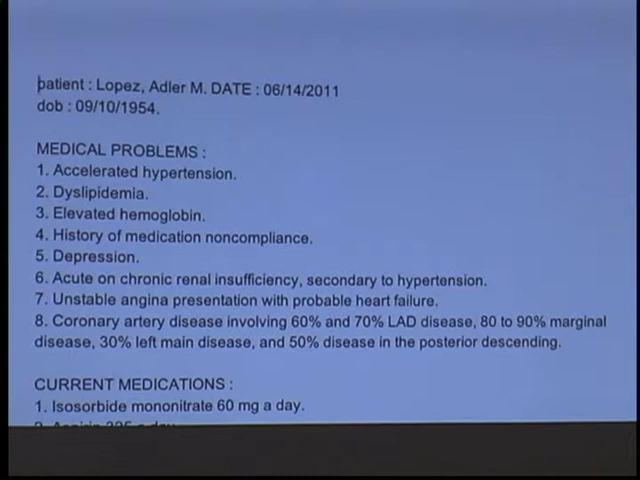 patient : Lopez, Adler M. DATE : 06/14/2011
dob : 09/10/1954.
MEDICAL PROBLEMS :
1. Accelerated hypertension.
2. Dyslipidemia.
3. Elevated hemoglobin.
4. History of medication noncompliance.
5. Depression.
6. Acute on chronic renal insufficiency, secondary to hypertension.
7. Unstable angina presentation with probable heart failure.
8. Coronary artery disease involving 60% and 70% LAD disease, 80 to 90% marginal
disease, 30% left main disease, and 50% disease in the posterior descending.
CURRENT MEDICATIONS :
1. Isosorbide mononitrate 60 mg a day.
2. Aspirin 325 a day